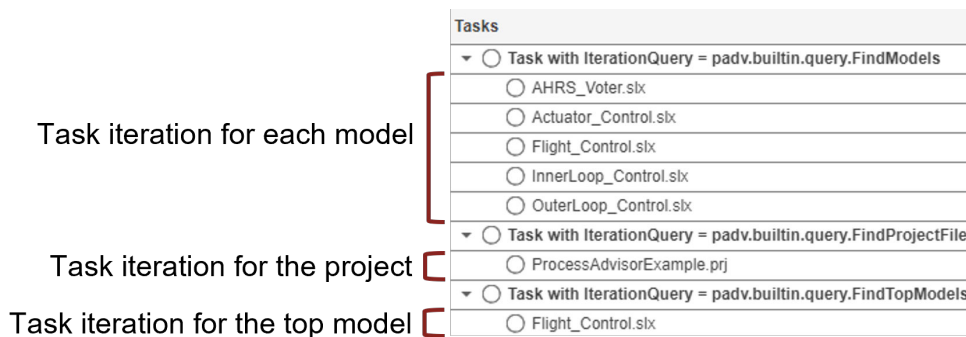 Tasks
Task with IterationQuery = padv.builtin.query.FindModels
AHRS_Voter.slx
Actuator_Control.slx
Task iteration for each model
Flight_Control.slx
InnerLoop_Control.slx
OuterLoop_Control.slx
Task with IterationQuery = padv.builtin.query.FindProjectFile
Task iteration for the project
ProcessAdvisorExample.prj
Task with IterationQuery = padv.builtin.query.FindTopModels
Task iteration for the top model
Flight_Control.slx